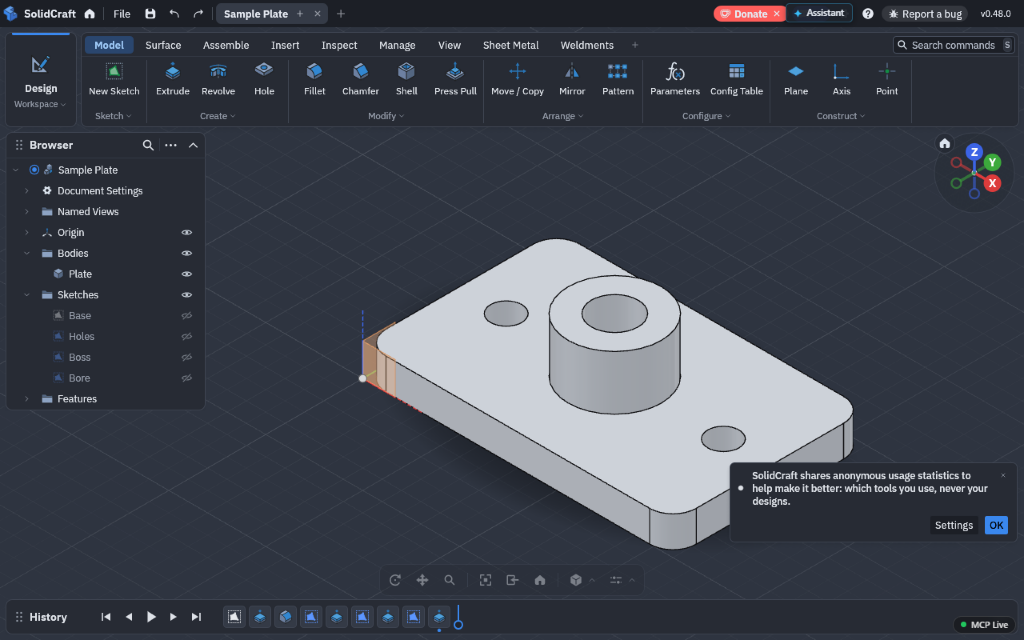 SolidCraft File Sample Plate Donate Assistant Report a bug v0.48.0
Model Surface Assemble Insert Inspect Manage View Sheet Metal Weldments Search commands S
Design
Workspace
New Sketch Extrude Revolve Hole Fillet Chamfer Shell Press Pull Move / Copy Mirror Pattern Parameters Config Table Plane Axis Point
Sketch Create Modify Arrange Configure Construct
Browser
Sample Plate
Document Settings
Named Views
Origin
Bodies
Plate
Sketches
Base
Holes
Boss
Bore
Features
Z
Y
X
SolidCraft shares anonymous usage statistics to
help make it better: which tools you use, never your
designs.
Settings OK
History
MCP Live